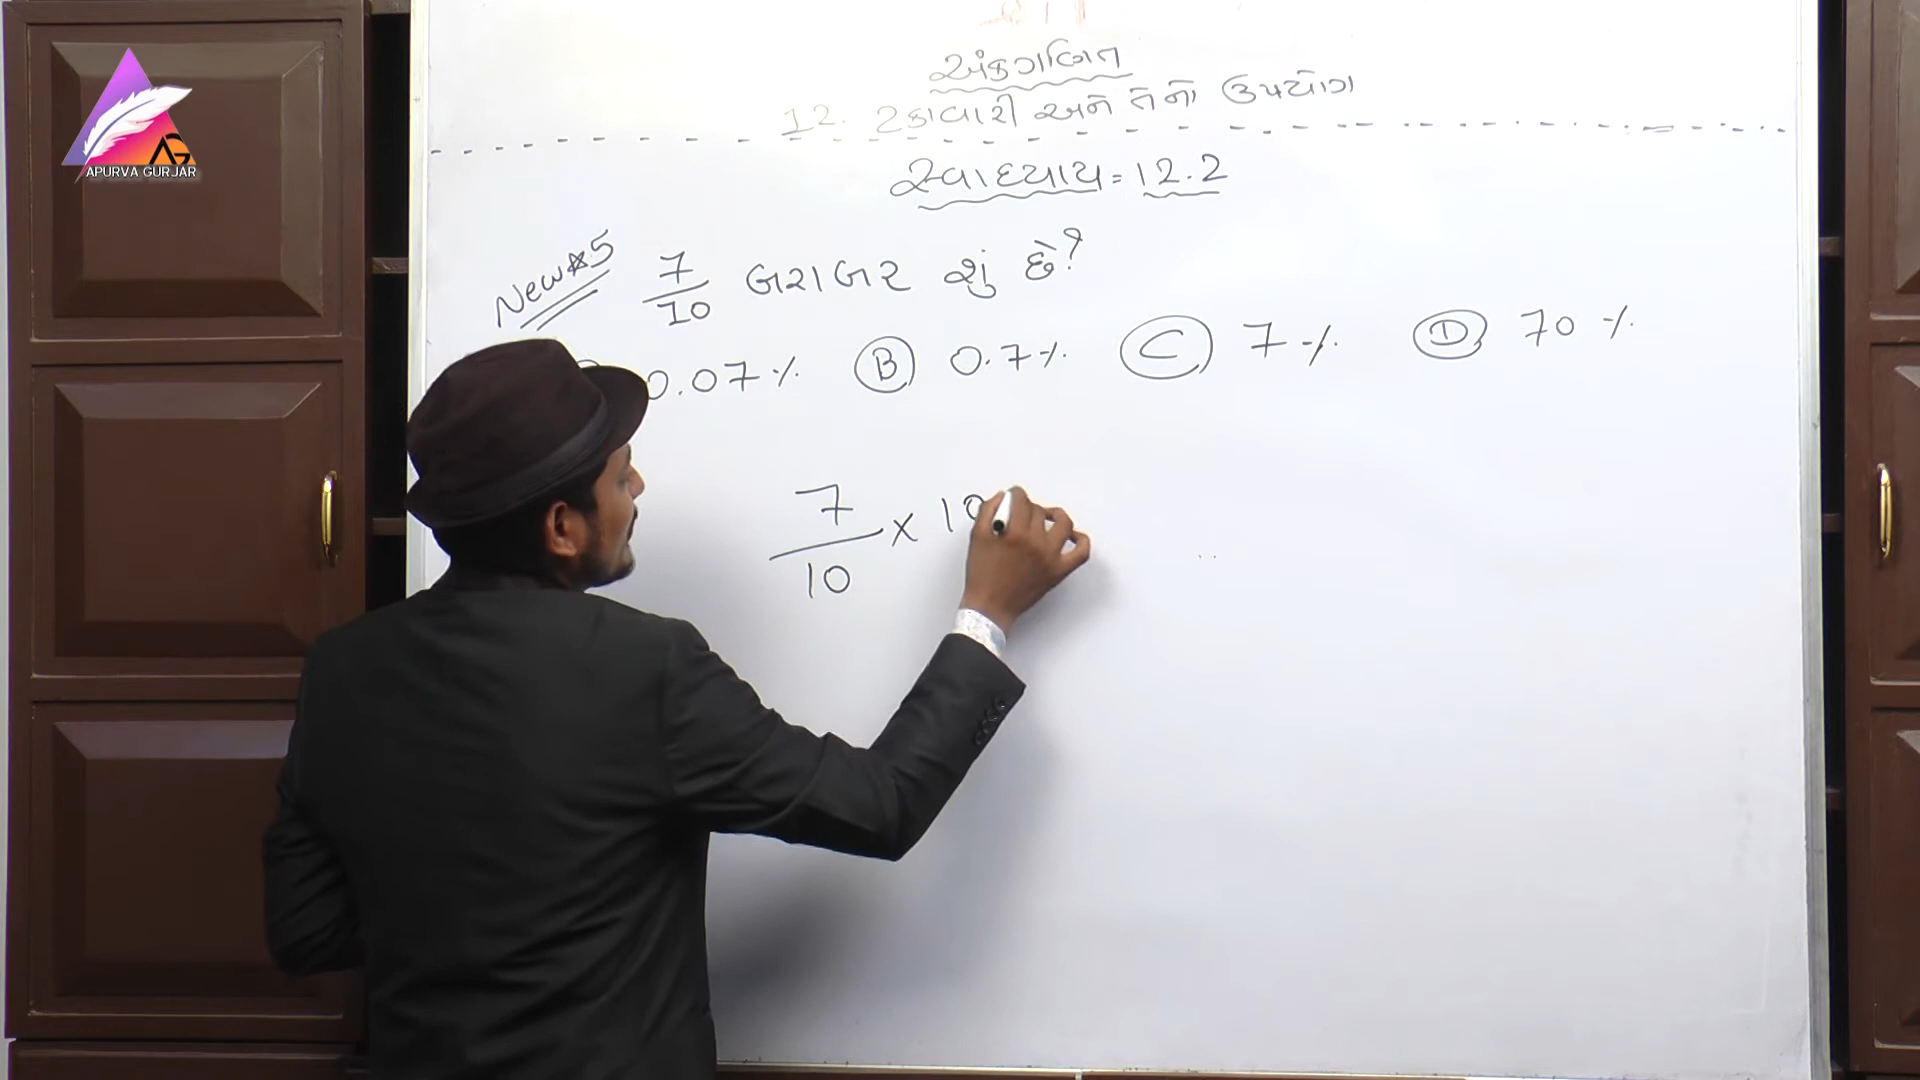 અંકગણિત
12. ટકાવારી અને તેનો ઉપયોગ
સ્વાધ્યાય = 12.2
New * 5
7/10 બરાબર શું છે?
0.07 % (B) 0.7 % (C) 7 % (D) 70 %
7/10 × 10
AG
APURVA GURJAR